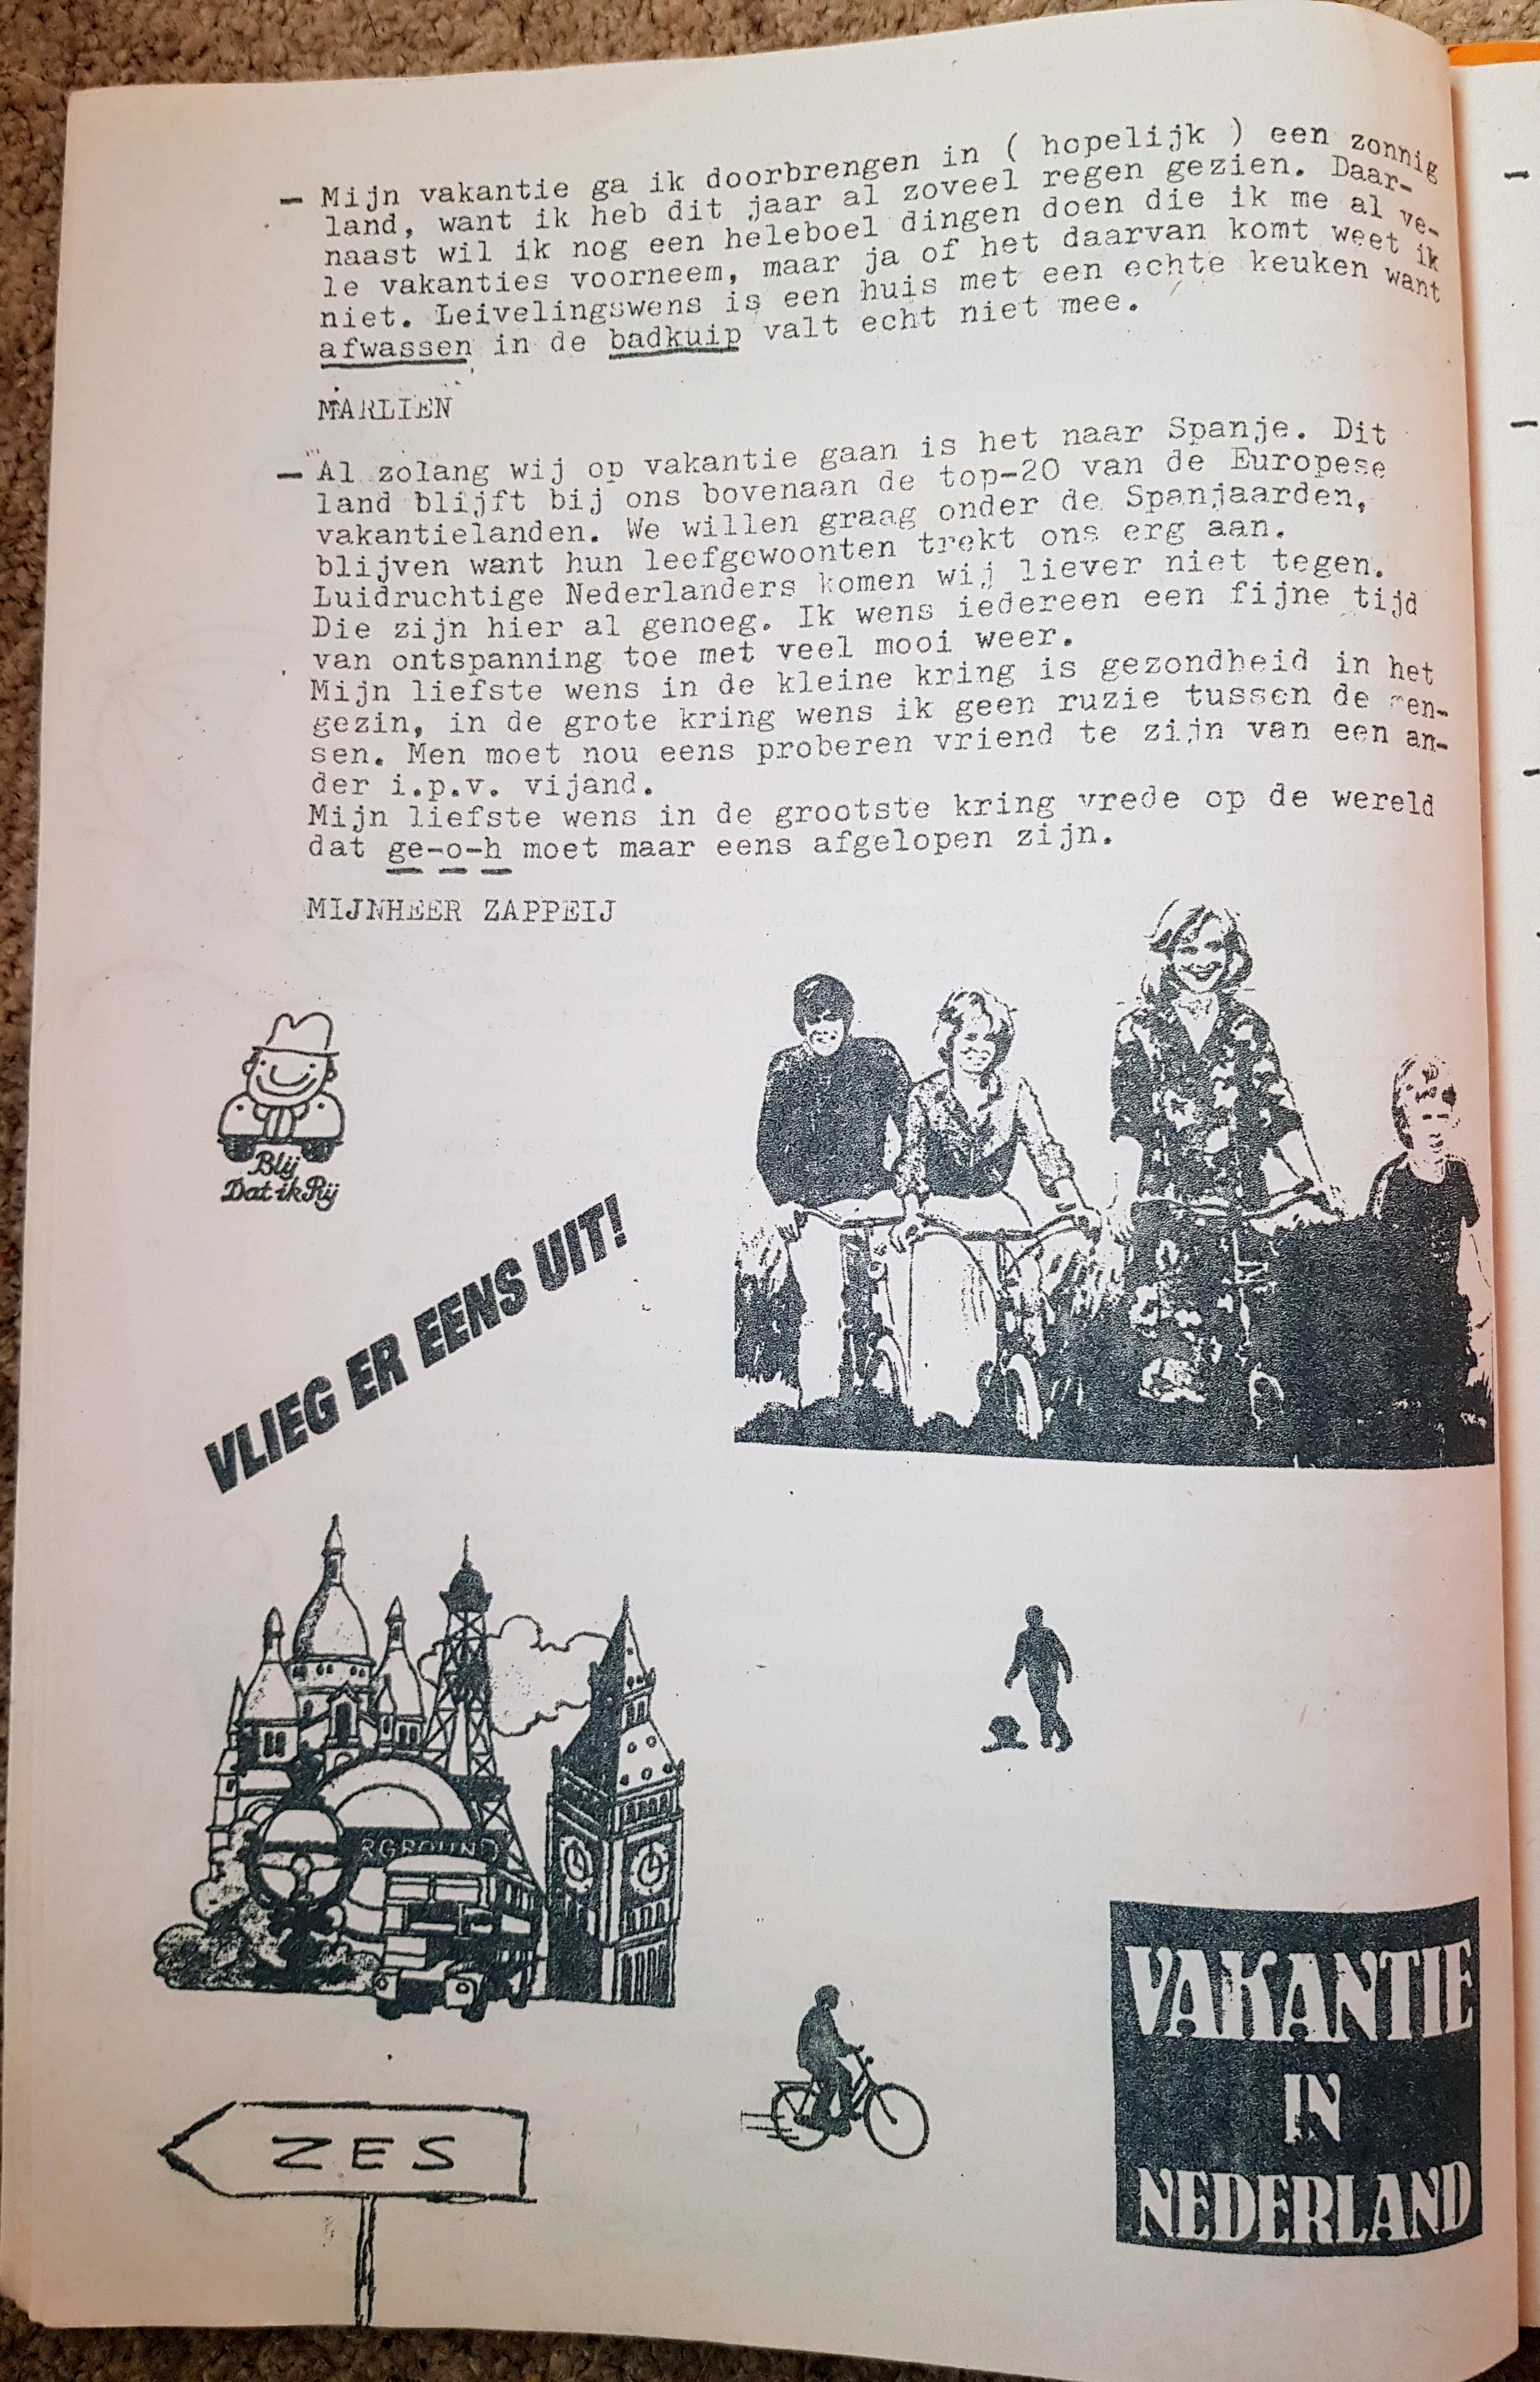 - Mijn vakantie ga ik doorbrengen in ( hopelijk ) een zonnig
land, want ik heb dit jaar al zoveel regen gezien. Daar-
naast wil ik nog een heleboel dingen doen die ik me al ve-
le vakanties voorneem, maar ja of het daarvan komt weet ik
niet. Leivelingswens is een huis met een echte keuken want
afwassen in de badkuip valt echt niet mee.
MARLIEN
- Al zolang wij op vakantie gaan is het naar Spanje. Dit
land blijft bij ons bovenaan de top-20 van de Europese
vakantielanden. We willen graag onder de Spanjaarden,
blijven want hun leefgewoonten trekt ons erg aan.
Luidruchtige Nederlanders komen wij liever niet tegen.
Die zijn hier al genoeg. Ik wens iedereen een fijne tijd
van ontspanning toe met veel mooi weer.
Mijn liefste wens in de kleine kring is gezondheid in het
gezin, in de grote kring wens ik geen ruzie tussen de men-
sen. Men moet nou eens proberen vriend te zijn van een an-
der i.p.v. vijand.
Mijn liefste wens in de grootste kring vrede op de wereld
dat ge-o-h moet maar eens afgelopen zijn.
MIJNHEER ZAPPEIJ
Blij
Dat ik Rij
VLIEG ER EENS UIT!
RGROUND
VAKANTIE
IN
NEDERLAND
ZES